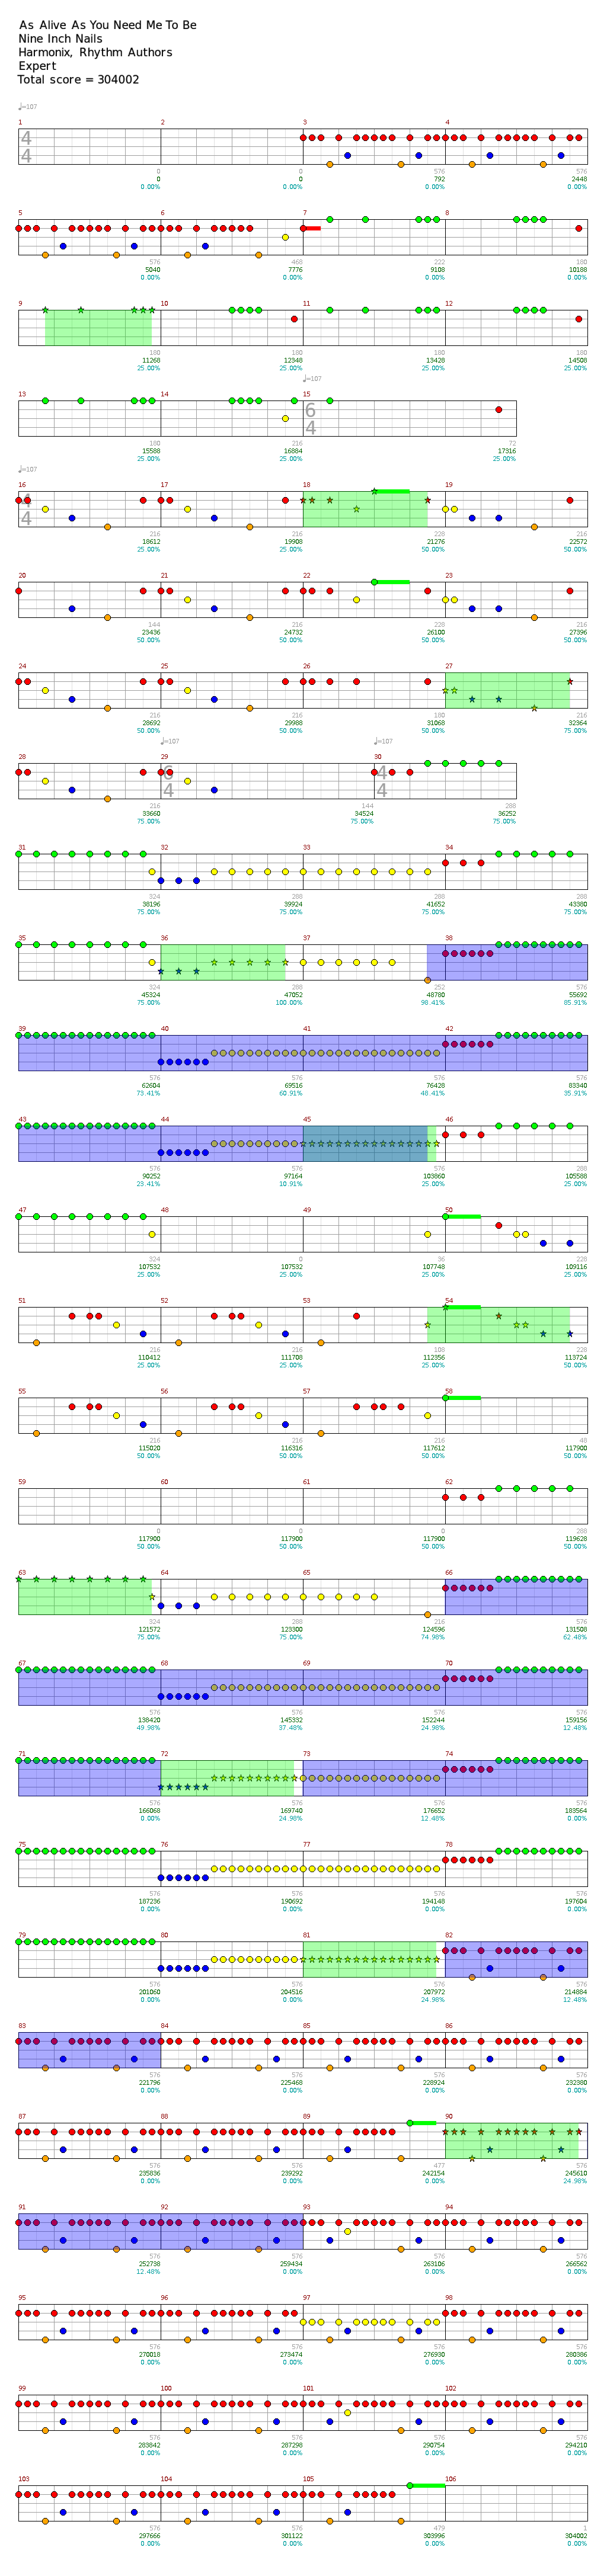 As Alive As You Need Me To Be
Nine Inch Nails
Harmonix, Rhythm Authors
Expert
Total score = 304002
♩=107
1 2 3 4
4
4
0 0 576 576
0 0 792 2448
0.00% 0.00% 0.00% 0.00%
5 6 7 8
576 468 222 180
5040 7776 9108 10188
0.00% 0.00% 0.00% 0.00%
9 10 11 12
180 180 180 180
11268 12348 13428 14508
25.00% 25.00% 25.00% 25.00%
♩=107
13 14 15
6
4
180 216 72
15588 16884 17316
25.00% 25.00% 25.00%
♩=107
16 17 18 19
4
4
216 216 216 216
18612 19908 21276 22572
25.00% 25.00% 50.00% 50.00%
20 21 22 23
144 216 228 216
23436 24732 26100 27396
50.00% 50.00% 50.00% 50.00%
24 25 26 27
216 216 180 216
28692 29988 31068 32364
50.00% 50.00% 50.00% 75.00%
♩=107 ♩=107
28 29 30
6 4
4 4
216 144 288
33660 34524 36252
75.00% 75.00% 75.00%
31 32 33 34
324 288 288 288
38196 39924 41652 43380
75.00% 75.00% 75.00% 75.00%
35 36 37 38
324 288 252 576
45324 47052 48780 55692
75.00% 100.00% 98.41% 85.91%
39 40 41 42
576 576 576 576
62604 69516 76428 83340
73.41% 60.91% 48.41% 35.91%
43 44 45 46
576 576 576 288
90252 97164 103860 105588
23.41% 10.91% 25.00% 25.00%
47 48 49 50
324 0 36 228
107532 107532 107748 109116
25.00% 25.00% 25.00% 25.00%
51 52 53 54
216 216 108 228
110412 111708 112356 113724
25.00% 25.00% 25.00% 50.00%
55 56 57 58
216 216 216 48
115020 116316 117612 117900
50.00% 50.00% 50.00% 50.00%
59 60 61 62
0 0 0 288
117900 117900 117900 119628
50.00% 50.00% 50.00% 50.00%
63 64 65 66
324 288 216 576
121572 123300 124596 131508
75.00% 75.00% 74.98% 62.48%
67 68 69 70
576 576 576 576
138420 145332 152244 159156
49.98% 37.48% 24.98% 12.48%
71 72 73 74
576 576 576 576
166068 169740 176652 183564
0.00% 24.98% 12.48% 0.00%
75 76 77 78
576 576 576 576
187236 190692 194148 197604
0.00% 0.00% 0.00% 0.00%
79 80 81 82
576 576 576 576
201060 204516 207972 214884
0.00% 0.00% 24.98% 12.48%
83 84 85 86
576 576 576 576
221796 225468 228924 232380
0.00% 0.00% 0.00% 0.00%
87 88 89 90
576 576 477 576
235836 239292 242154 245610
0.00% 0.00% 0.00% 24.98%
91 92 93 94
576 576 576 576
252738 259434 263106 266562
12.48% 0.00% 0.00% 0.00%
95 96 97 98
576 576 576 576
270018 273474 276930 280386
0.00% 0.00% 0.00% 0.00%
99 100 101 102
576 576 576 576
283842 287298 290754 294210
0.00% 0.00% 0.00% 0.00%
103 104 105 106
576 576 479 1
297666 301122 303996 304002
0.00% 0.00% 0.00% 0.00%